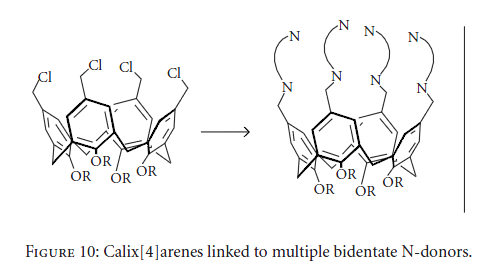 N N N N
Cl Cl Cl Cl
N N N N
OR OR OR OR
OR OR OR OR
FIGURE 10: Calix[4]arenes linked to multiple bidentate N-donors.